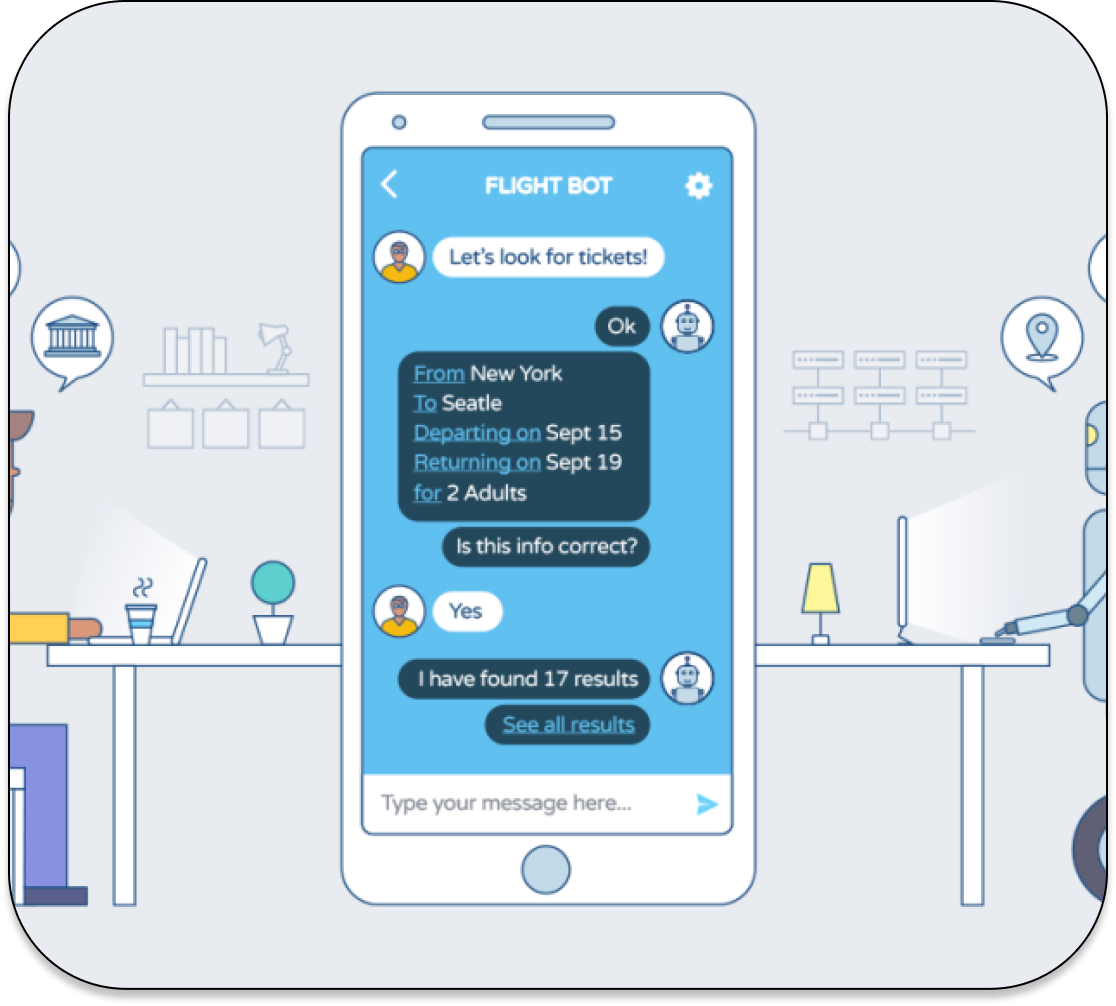 FLIGHT BOT
Let's look for tickets!
Ok
From New York
To Seatle
Departing on Sept 15
Returning on Sept 19
for 2 Adults
Is this info correct?
Yes
I have found 17 results
See all results
Type your message here...